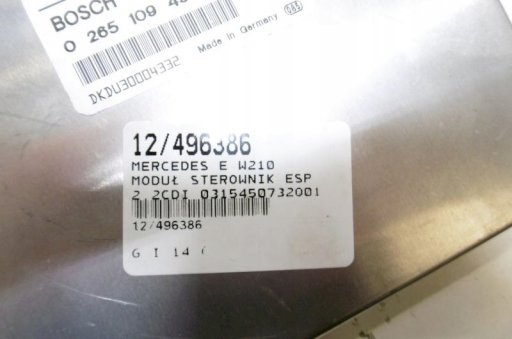 BOSCH
0 265 109
Made in Germany
DKDU30004332
12/496386
MERCEDES E W210
MODUŁ STEROWNIK ESP
2 2CDI 0315450732001
12/496386
G I 14